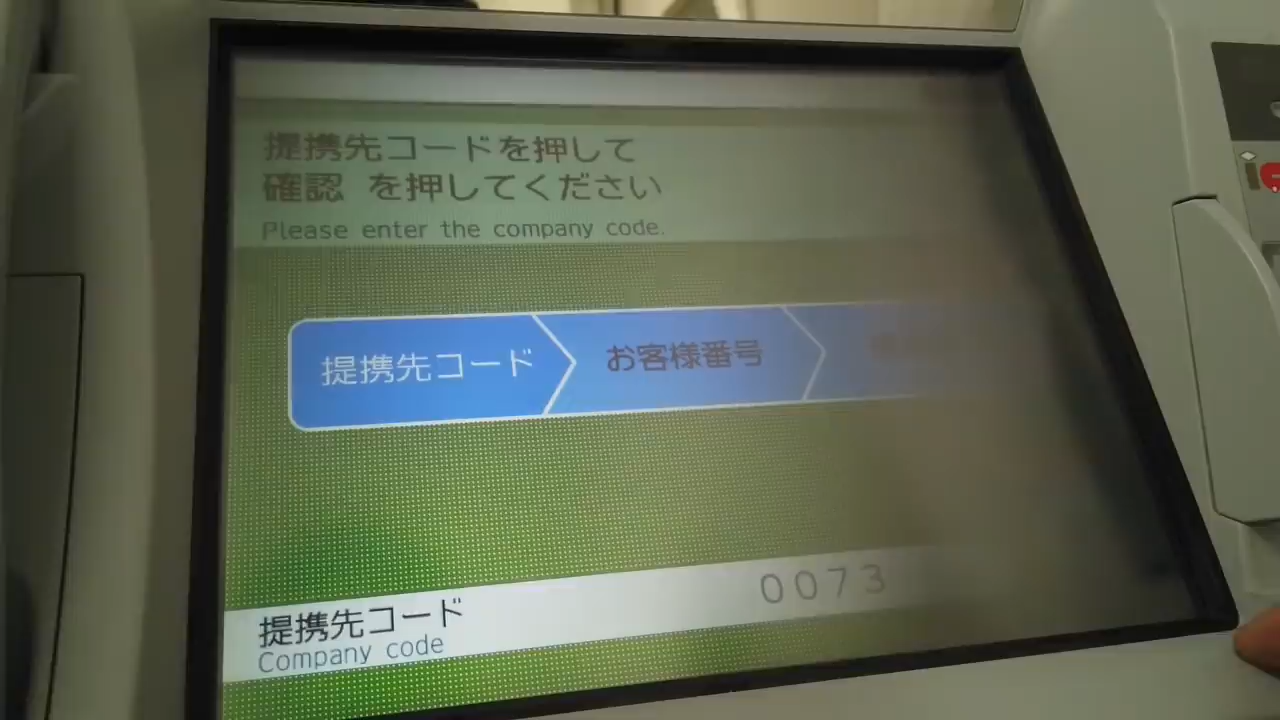 提携先コードを押して
確認 を押してください
Please enter the company code.
提携先コード
お客様番号
提携先コード
0073
Company code